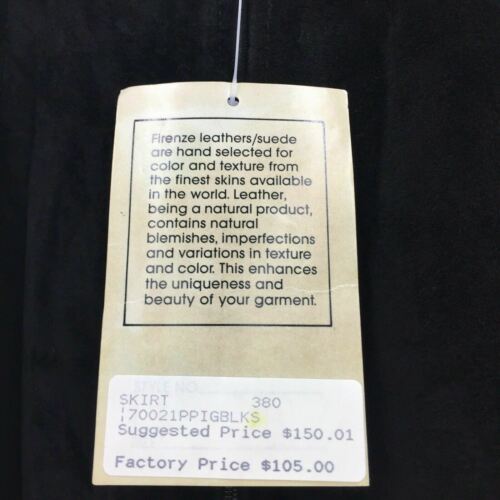 Firenze leathers/suede
are hand selected for
color and texture from
the finest skins available
in the world. Leather,
being a natural product,
contains natural
blemishes, imperfections
and variations in texture
and color. This enhances
the uniqueness and
beauty of your garment.
STYLE NO.
SKIRT 380
¦70021PPIGBLKS
Suggested Price $150.01
Factory Price $105.00